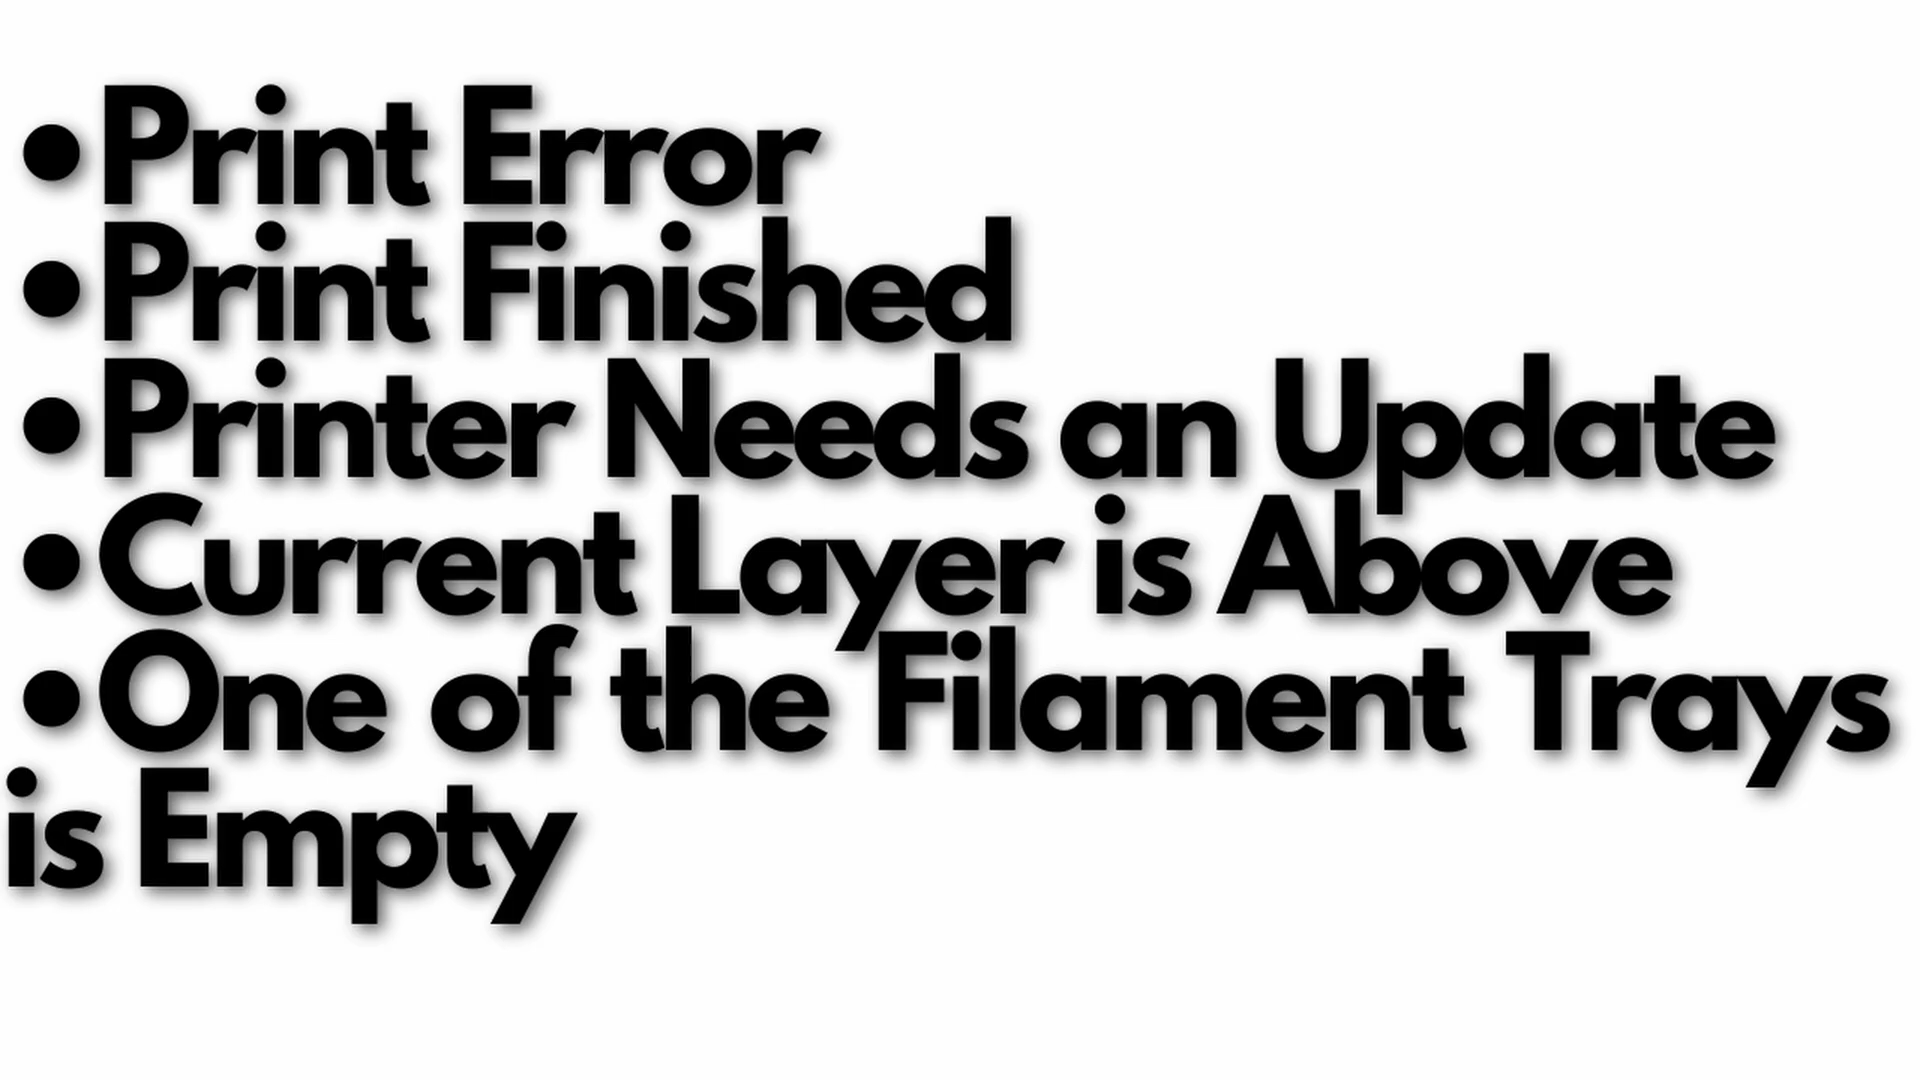 •Print Error
•Print Finished
•Printer Needs an Update
•Current Layer is Above
•One of the Filament Trays
is Empty